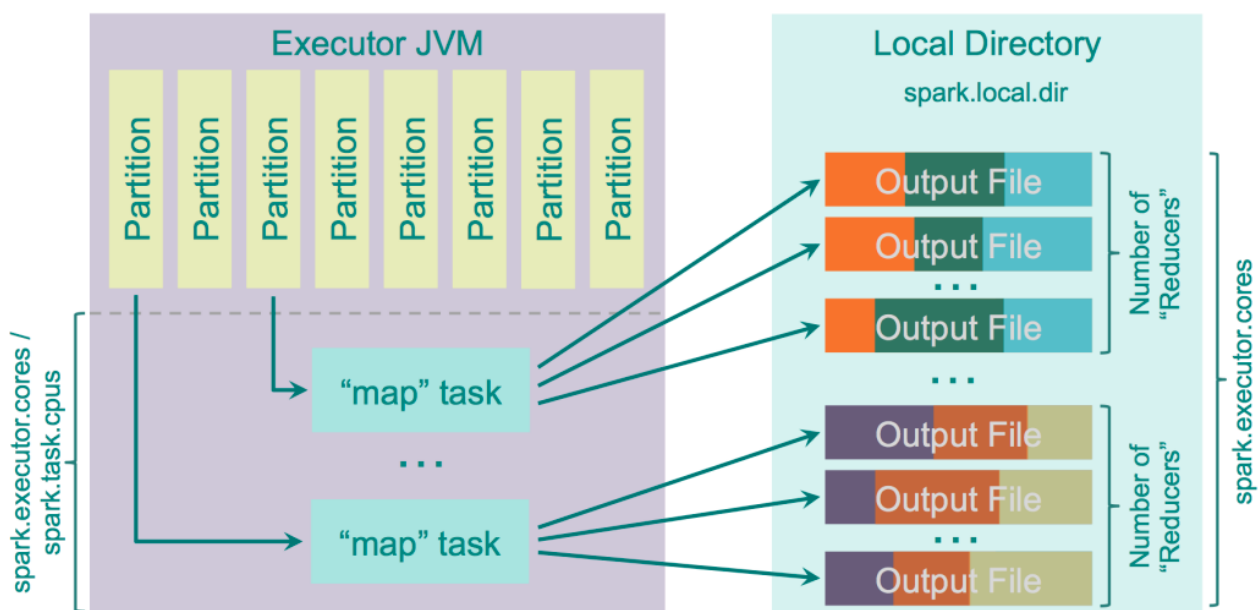 Executor JVM
Partition
Partition
Partition
Partition
Partition
Partition
Partition
Partition
spark.executor.cores /
spark.task.cpus
“map” task
...
“map” task
Local Directory
spark.local.dir
Output File
Output File
...
Output File
Number of
“Reducers”
...
Output File
Output File
...
Output File
Number of
“Reducers”
spark.executor.cores